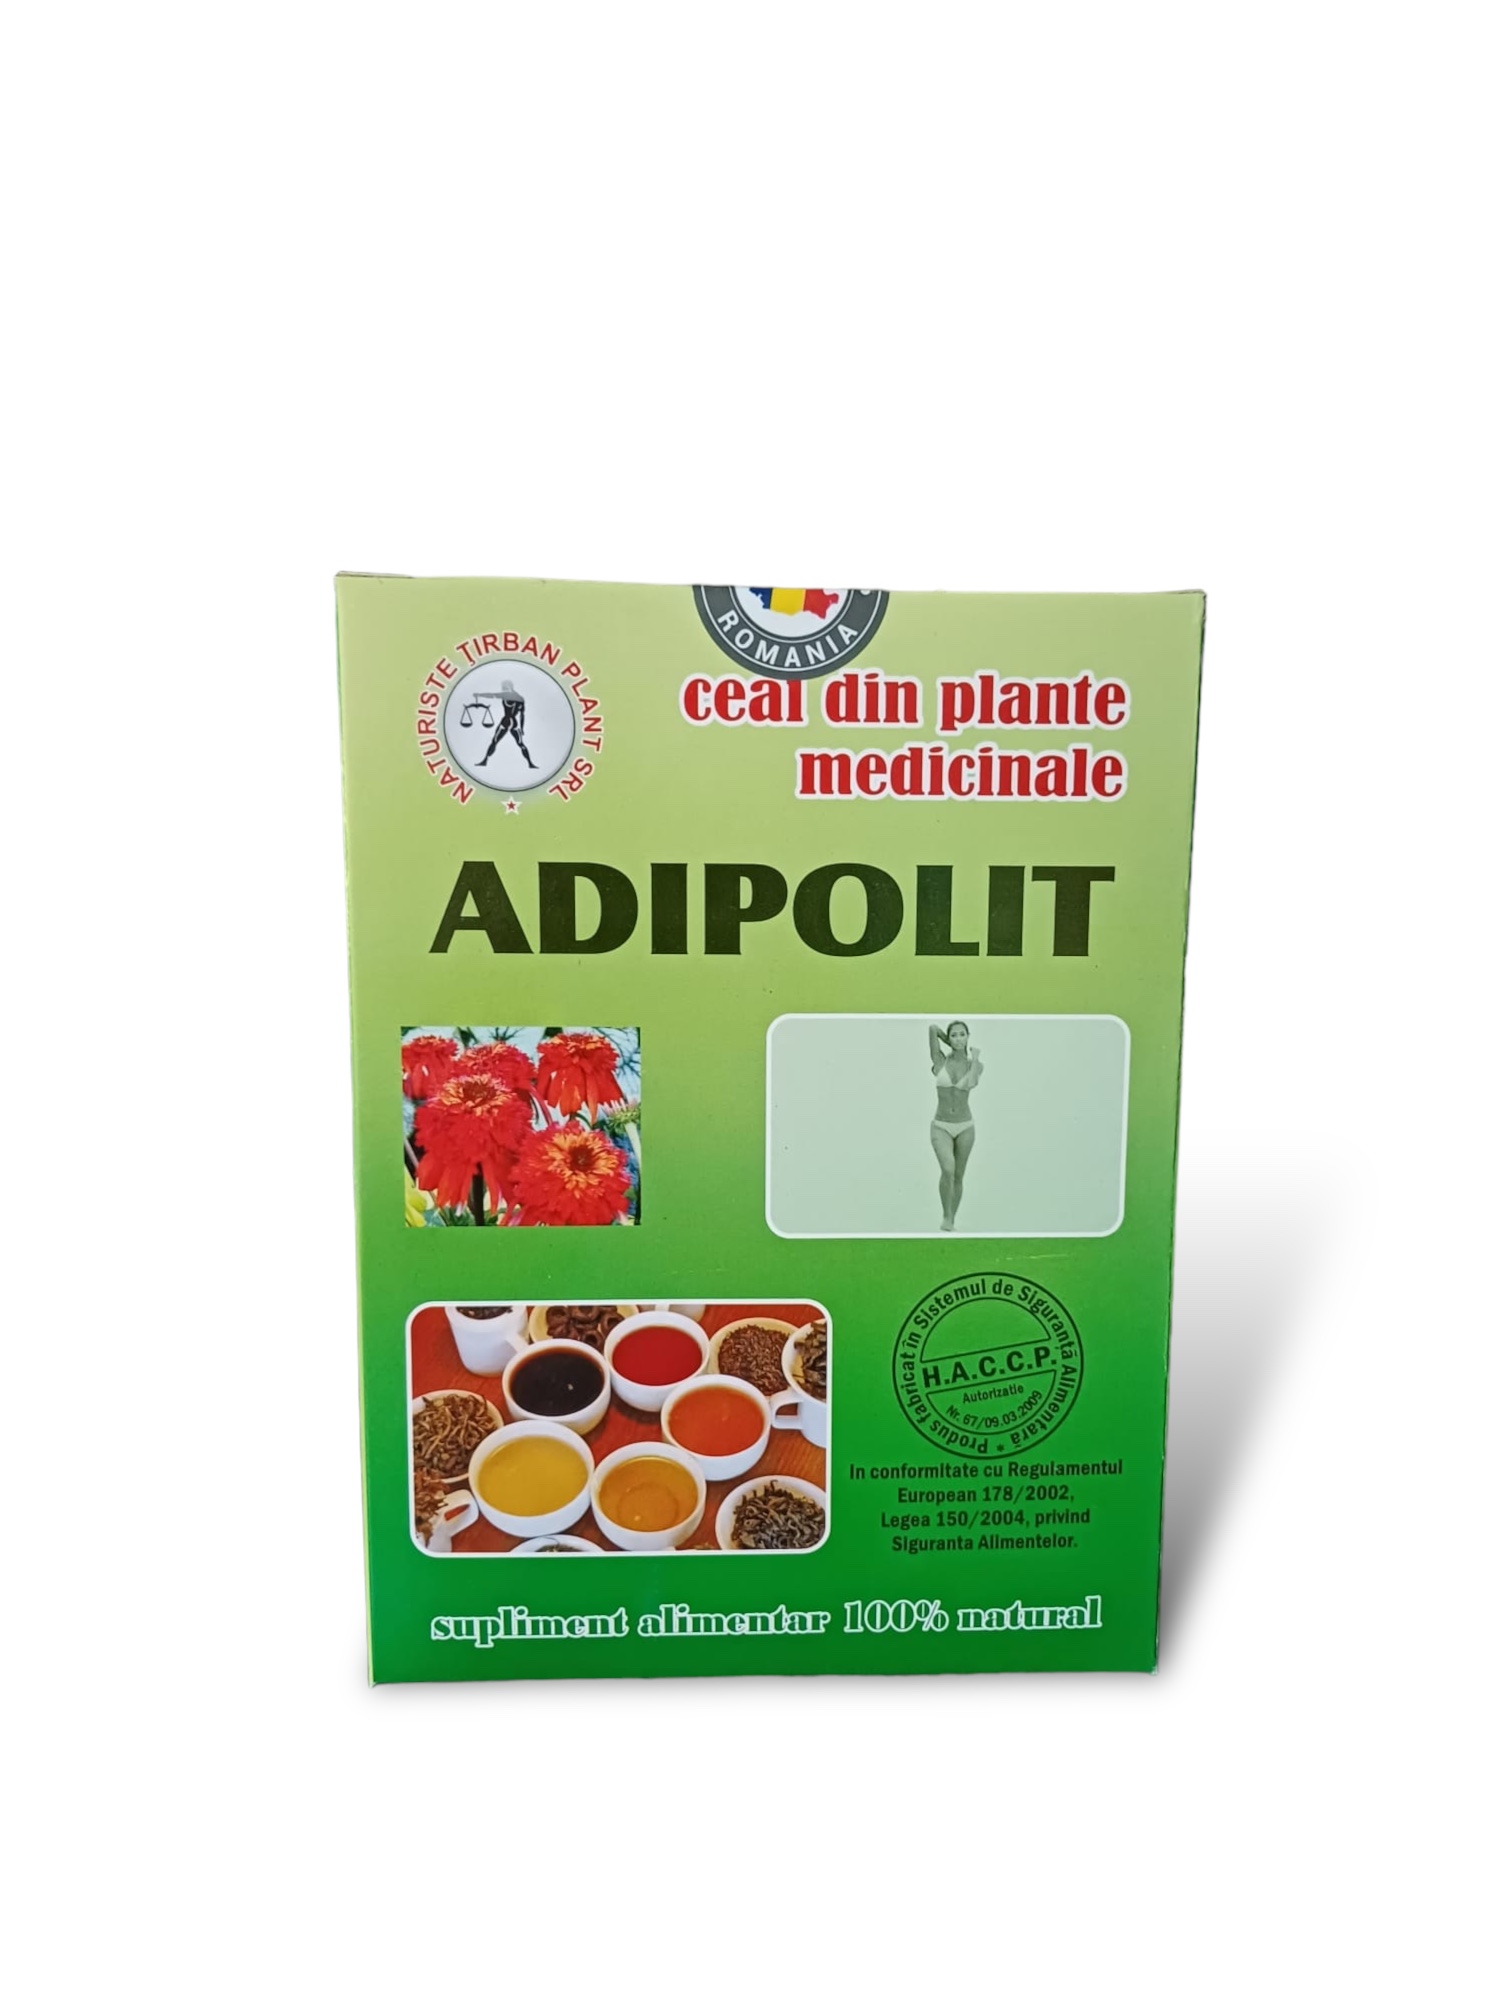 ROMANIA
NATURISTE ȚIRBAN PLANT SRL
ceai din plante
medicinale
ADIPOLIT
Produs fabricat în Sistemul de Siguranță Alimentară *
H.A.C.C.P.
Autorizatie
Nr. 67/09.03.2009
In conformitate cu Regulamentul
European 178/2002,
Legea 150/2004, privind
Siguranta Alimentelor.
supliment alimentar 100% natural